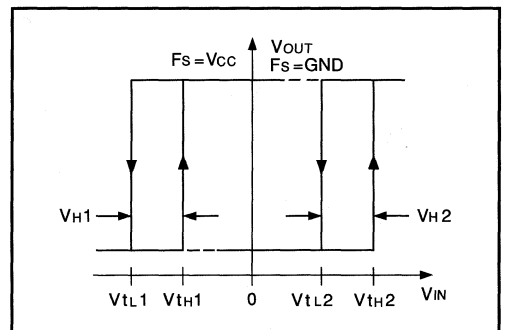 VOUT
Fs=Vcc Fs=GND
VH1 VH2
VtL1 VtH1 0 VtL2 VtH2 VIN